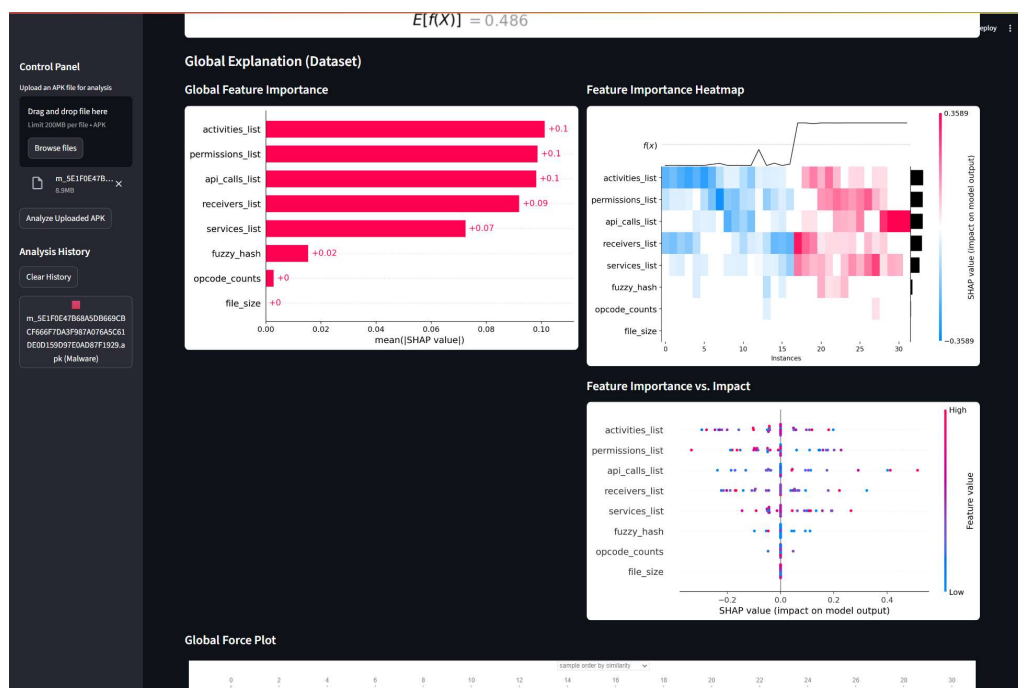 E[f(X)] = 0.486
eploy
Control Panel
Upload an APK file for analysis
Drag and drop file here
Limit 200MB per file • APK
Browse files
m_5E1F0E47B...
8.9MB
Analyze Uploaded APK
Analysis History
Clear History
m_5E1F0E47B68A5DB669CB
CF666F7DA3F987A076A5C61
DE0D159D97E0AD87F1929.a
pk (Malware)
Global Explanation (Dataset)
Global Feature Importance
activities_list +0.1
permissions_list +0.1
api_calls_list +0.1
receivers_list +0.09
services_list +0.07
fuzzy_hash +0.02
opcode_counts +0
file_size +0
0.00 0.02 0.04 0.06 0.08 0.10
mean(|SHAP value|)
Feature Importance Heatmap
f(x)
activities_list
permissions_list
api_calls_list
receivers_list
services_list
fuzzy_hash
opcode_counts
file_size
0 5 10 15 20 25 30
Instances
0.3589
SHAP value (impact on model output)
−0.3589
Feature Importance vs. Impact
activities_list
permissions_list
api_calls_list
receivers_list
services_list
fuzzy_hash
opcode_counts
file_size
−0.2 0.0 0.2 0.4
SHAP value (impact on model output)
High
Feature value
Low
Global Force Plot
sample order by similarity
0 2 4 6 8 10 12 14 16 18 20 22 24 26 28 30